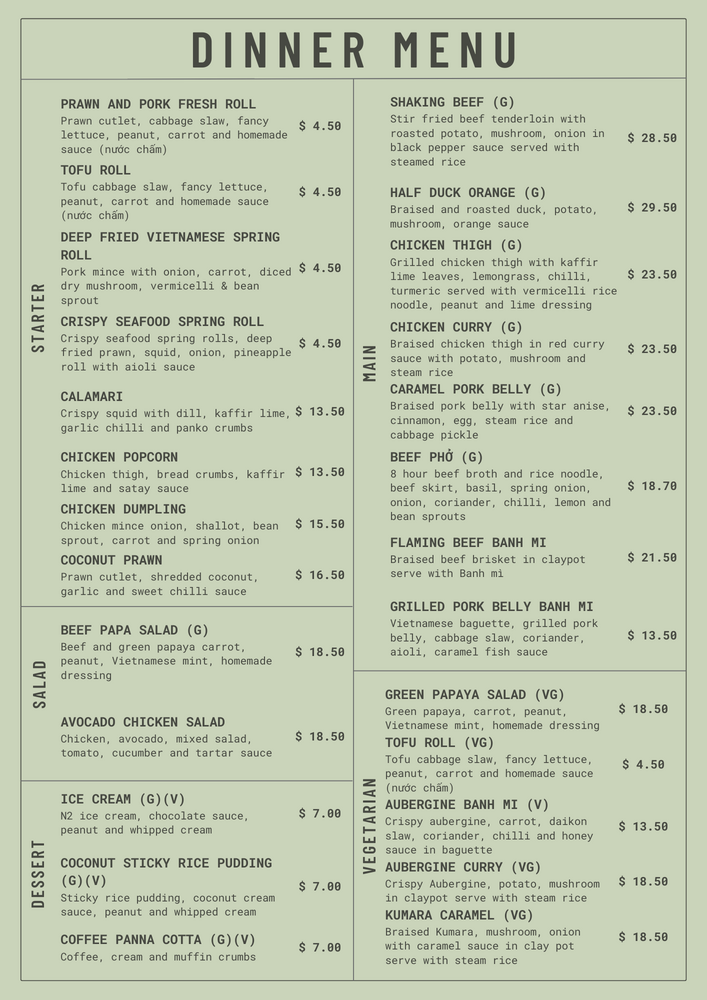 DINNER MENU
STARTER
PRAWN AND PORK FRESH ROLL
Prawn cutlet, cabbage slaw, fancy
lettuce, peanut, carrot and homemade
sauce (nước chấm)
$ 4.50
TOFU ROLL
Tofu cabbage slaw, fancy lettuce,
peanut, carrot and homemade sauce
(nước chấm)
$ 4.50
DEEP FRIED VIETNAMESE SPRING
ROLL
Pork mince with onion, carrot, diced
dry mushroom, vermicelli & bean
sprout
$ 4.50
CRISPY SEAFOOD SPRING ROLL
Crispy seafood spring rolls, deep
fried prawn, squid, onion, pineapple
roll with aioli sauce
$ 4.50
CALAMARI
Crispy squid with dill, kaffir lime,
garlic chilli and panko crumbs
$ 13.50
CHICKEN POPCORN
Chicken thigh, bread crumbs, kaffir
lime and satay sauce
$ 13.50
CHICKEN DUMPLING
Chicken mince onion, shallot, bean
sprout, carrot and spring onion
$ 15.50
COCONUT PRAWN
Prawn cutlet, shredded coconut,
garlic and sweet chilli sauce
$ 16.50
SALAD
BEEF PAPA SALAD (G)
Beef and green papaya carrot,
peanut, Vietnamese mint, homemade
dressing
$ 18.50
AVOCADO CHICKEN SALAD
Chicken, avocado, mixed salad,
tomato, cucumber and tartar sauce
$ 18.50
DESSERT
ICE CREAM (G)(V)
N2 ice cream, chocolate sauce,
peanut and whipped cream
$ 7.00
COCONUT STICKY RICE PUDDING
(G)(V)
Sticky rice pudding, coconut cream
sauce, peanut and whipped cream
$ 7.00
COFFEE PANNA COTTA (G)(V)
Coffee, cream and muffin crumbs
$ 7.00
MAIN
SHAKING BEEF (G)
Stir fried beef tenderloin with
roasted potato, mushroom, onion in
black pepper sauce served with
steamed rice
$ 28.50
HALF DUCK ORANGE (G)
Braised and roasted duck, potato,
mushroom, orange sauce
$ 29.50
CHICKEN THIGH (G)
Grilled chicken thigh with kaffir
lime leaves, lemongrass, chilli,
turmeric served with vermicelli rice
noodle, peanut and lime dressing
$ 23.50
CHICKEN CURRY (G)
Braised chicken thigh in red curry
sauce with potato, mushroom and
steam rice
$ 23.50
CARAMEL PORK BELLY (G)
Braised pork belly with star anise,
cinnamon, egg, steam rice and
cabbage pickle
$ 23.50
BEEF PHỞ (G)
8 hour beef broth and rice noodle,
beef skirt, basil, spring onion,
onion, coriander, chilli, lemon and
bean sprouts
$ 18.70
FLAMING BEEF BANH MI
Braised beef brisket in claypot
serve with Banh mì
$ 21.50
GRILLED PORK BELLY BANH MI
Vietnamese baguette, grilled pork
belly, cabbage slaw, coriander,
aioli, caramel fish sauce
$ 13.50
VEGETARIAN
GREEN PAPAYA SALAD (VG)
Green papaya, carrot, peanut,
Vietnamese mint, homemade dressing
$ 18.50
TOFU ROLL (VG)
Tofu cabbage slaw, fancy lettuce,
peanut, carrot and homemade sauce
(nước chấm)
$ 4.50
AUBERGINE BANH MI (V)
Crispy aubergine, carrot, daikon
slaw, coriander, chilli and honey
sauce in baguette
$ 13.50
AUBERGINE CURRY (VG)
Crispy Aubergine, potato, mushroom
in claypot serve with steam rice
$ 18.50
KUMARA CARAMEL (VG)
Braised Kumara, mushroom, onion
with caramel sauce in clay pot
serve with steam rice
$ 18.50